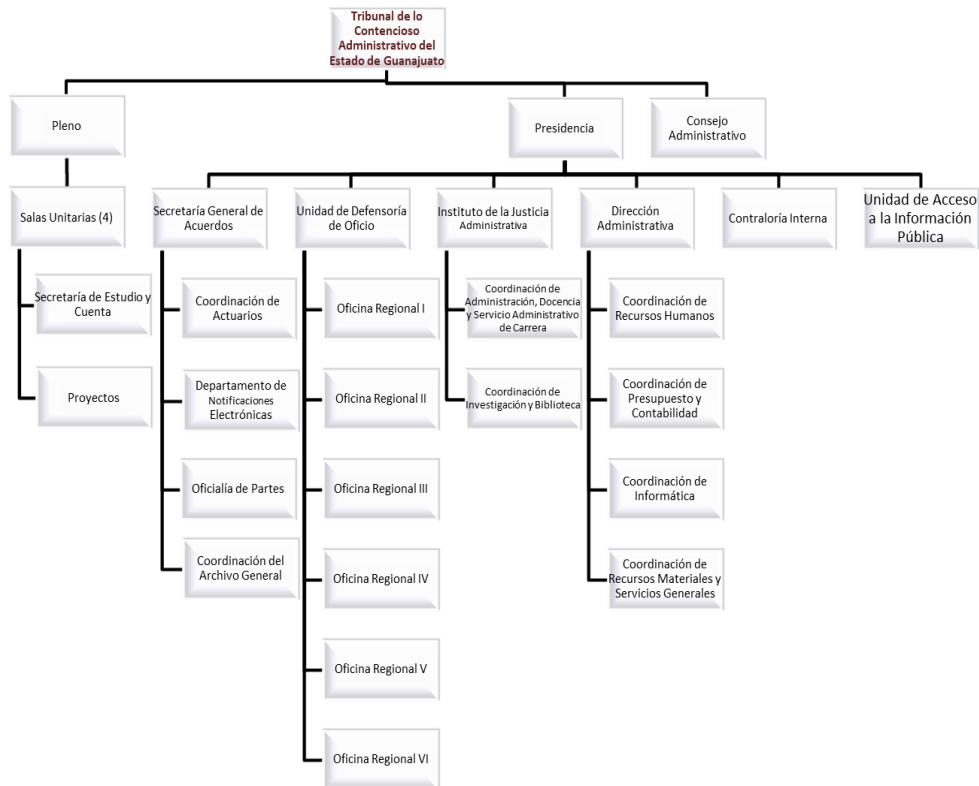 Tribunal de lo
Contencioso
Administrativo del
Estado de Guanajuato
Pleno
Presidencia
Consejo
Administrativo
Salas Unitarias (4)
Secretaría General de
Acuerdos
Unidad de Defensoría
de Oficio
Instituto de la Justicia
Administrativa
Dirección
Administrativa
Contraloría Interna
Unidad de Acceso
a la Información
Pública
Secretaría de Estudio y
Cuenta
Coordinación de
Actuarios
Oficina Regional I
Coordinación de
Administración, Docencia
y Servicio Administrativo
de Carrera
Coordinación de
Recursos Humanos
Proyectos
Departamento de
Notificaciones
Electrónicas
Oficina Regional II
Coordinación de
Investigación y Biblioteca
Coordinación de
Presupuesto y
Contabilidad
Oficialía de Partes
Oficina Regional III
Coordinación de
Informática
Coordinación del
Archivo General
Oficina Regional IV
Coordinación de
Recursos Materiales y
Servicios Generales
Oficina Regional V
Oficina Regional VI